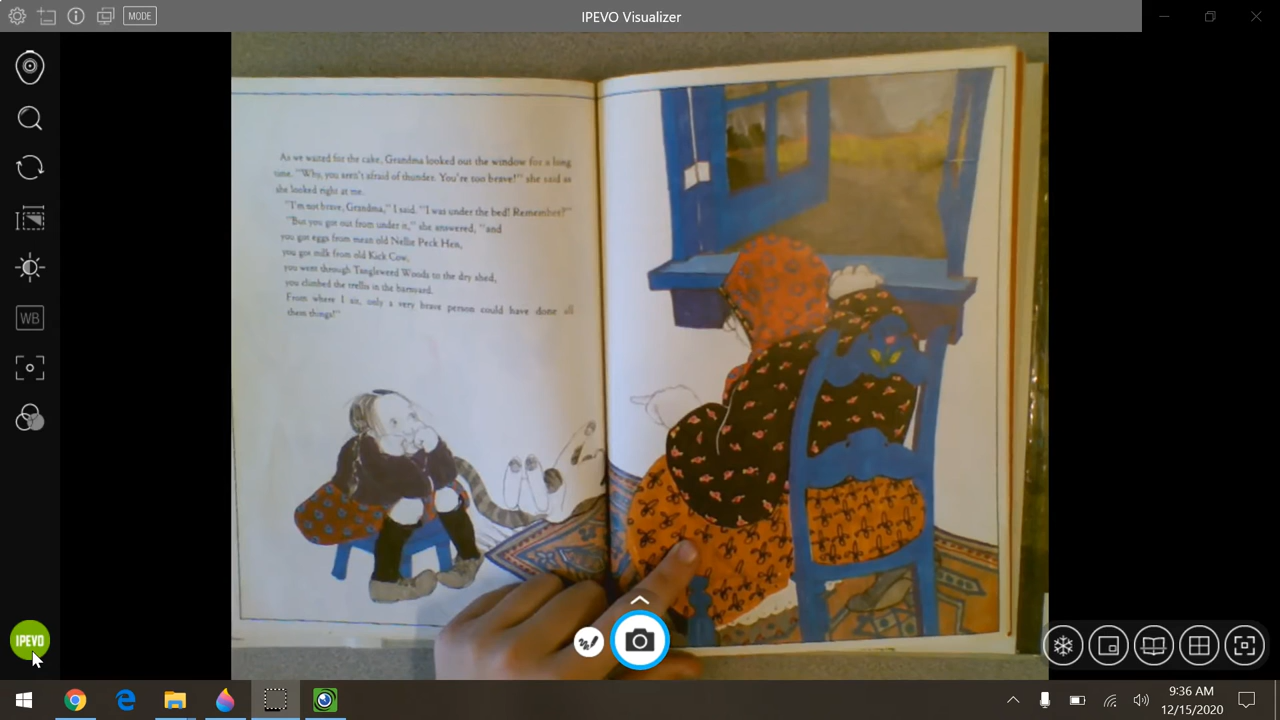 MODE
IPEVO Visualizer
As we waited for the cake, Grandma looked out the window for a long
time. "Why, you aren't afraid of thunder. You're too brave!" she said as
she looked right at me.
"I'm not brave, Grandma," I said. "I was under the bed! Remember?"
"But you got out from under it," she answered, "and
you got eggs from mean old Nellie Peck Hen,
you got milk from old Kick Cow,
you went through Tangleweed Woods to the dry shed,
you climbed the trellis in the barnyard.
From where I sit, only a very brave person could have done all
them things!"
WB
IPEVO
9:36 AM
12/15/2020